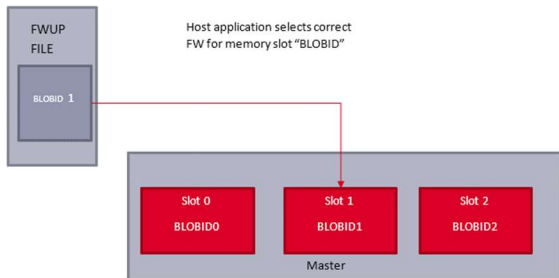 FWUP
FILE
BLOBID 1
Host application selects correct
FW for memory slot “BLOBID”
Slot 0
BLOBID0
Slot 1
BLOBID1
Slot 2
BLOBID2
Master